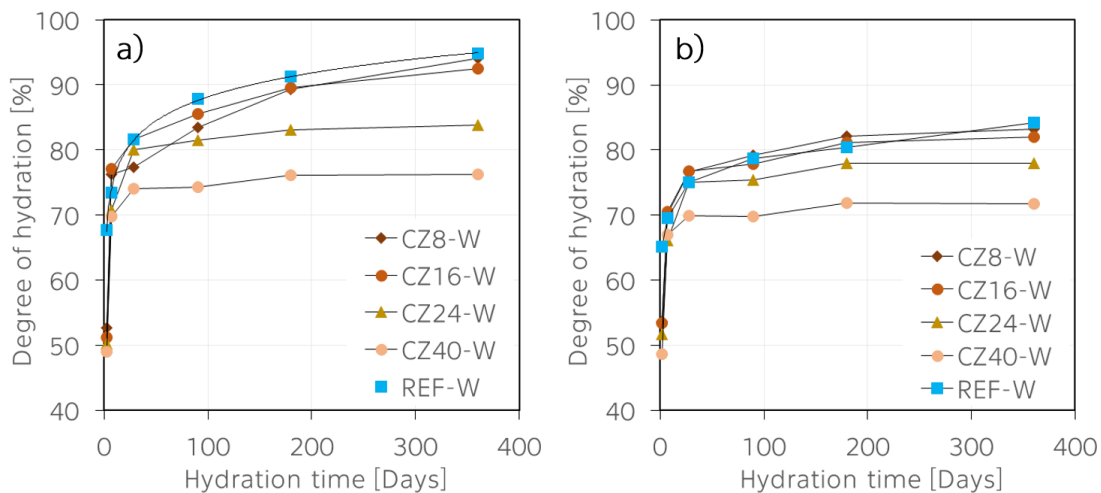 a)
Degree of hydration [%]
100
90
80
70
60
50
40
CZ8-W
CZ16-W
CZ24-W
CZ40-W
REF-W
0 100 200 300 400
Hydration time [Days]
b)
Degree of hydration [%]
100
90
80
70
60
50
40
CZ8-W
CZ16-W
CZ24-W
CZ40-W
REF-W
0 100 200 300 400
Hydration time [Days]